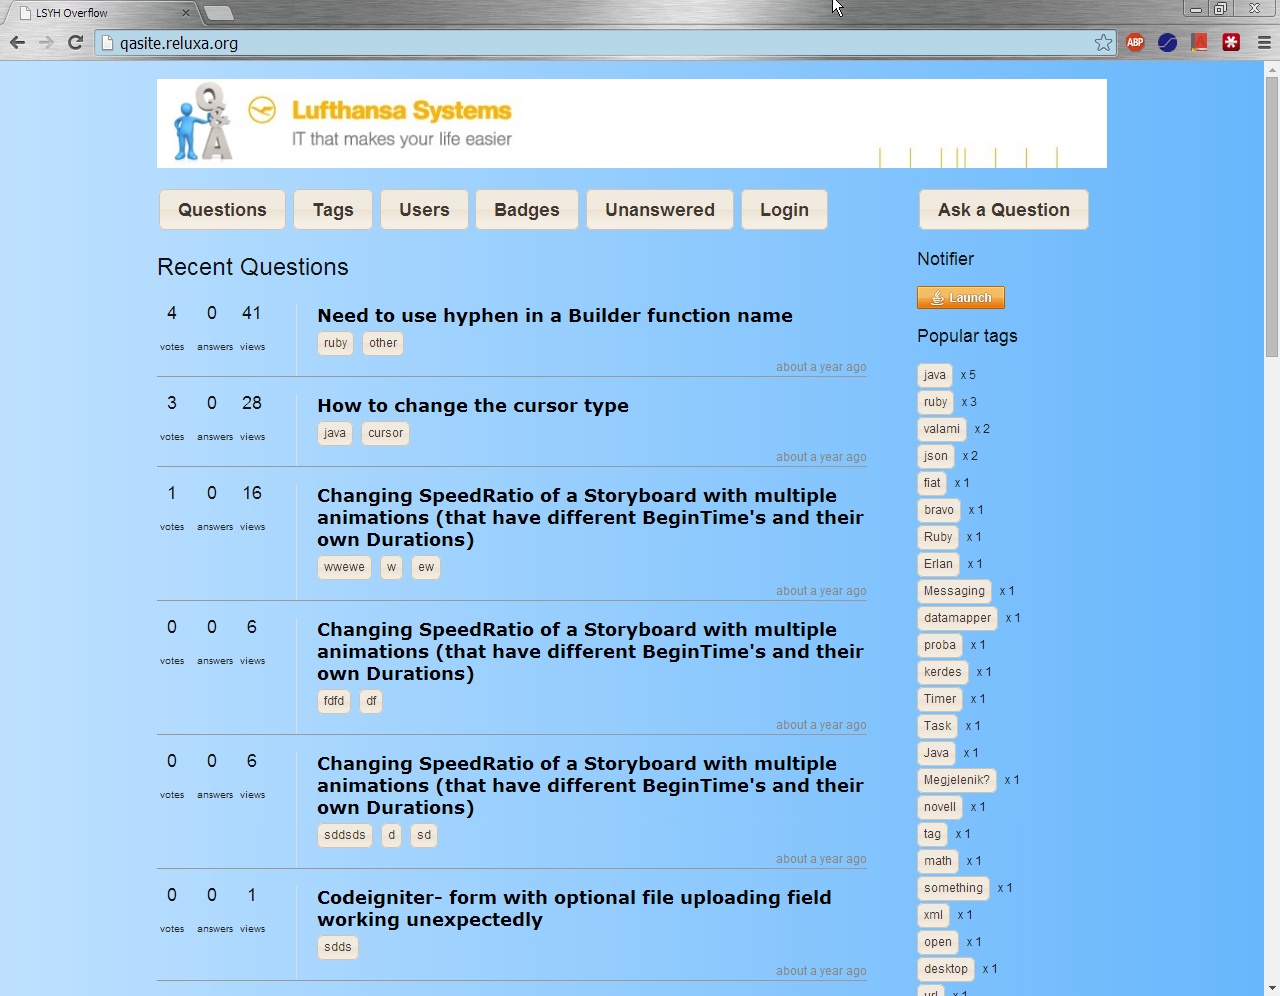 LSYH Overflow
qasite.reluxa.org
ABP
Q&A
Lufthansa Systems
IT that makes your life easier
Questions Tags Users Badges Unanswered Login Ask a Question
Recent Questions
4 0 41
votes answers views
Need to use hyphen in a Builder function name
ruby other
about a year ago
3 0 28
votes answers views
How to change the cursor type
java cursor
about a year ago
1 0 16
votes answers views
Changing SpeedRatio of a Storyboard with multiple
animations (that have different BeginTime's and their
own Durations)
wwewe w ew
about a year ago
0 0 6
votes answers views
Changing SpeedRatio of a Storyboard with multiple
animations (that have different BeginTime's and their
own Durations)
fdfd df
about a year ago
0 0 6
votes answers views
Changing SpeedRatio of a Storyboard with multiple
animations (that have different BeginTime's and their
own Durations)
sddsds d sd
about a year ago
0 0 1
votes answers views
Codeigniter- form with optional file uploading field
working unexpectedly
sdds
about a year ago
Notifier
Launch
Popular tags
java x 5
ruby x 3
valami x 2
json x 2
fiat x 1
bravo x 1
Ruby x 1
Erlan x 1
Messaging x 1
datamapper x 1
proba x 1
kerdes x 1
Timer x 1
Task x 1
Java x 1
Megjelenik? x 1
novell x 1
tag x 1
math x 1
something x 1
xml x 1
open x 1
desktop x 1
url x 1